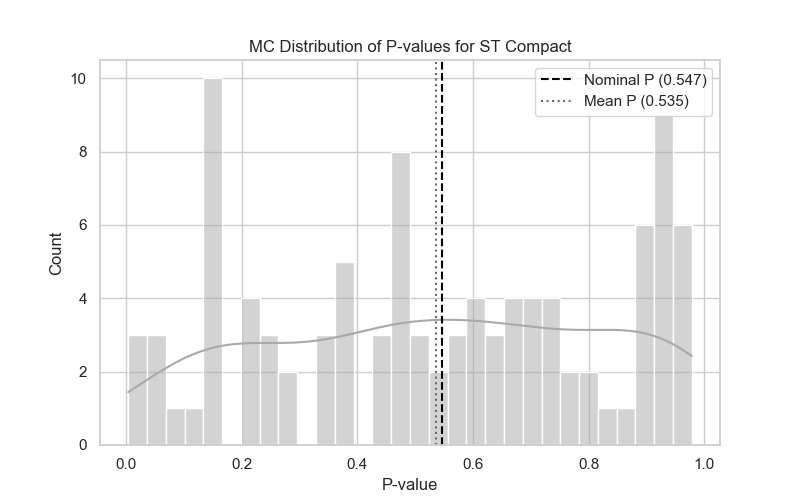 MC Distribution of P-values for ST Compact
Nominal P (0.547)
Mean P (0.535)
10
8
6
4
2
0
Count
0.0
0.2
0.4
0.6
0.8
1.0
P-value